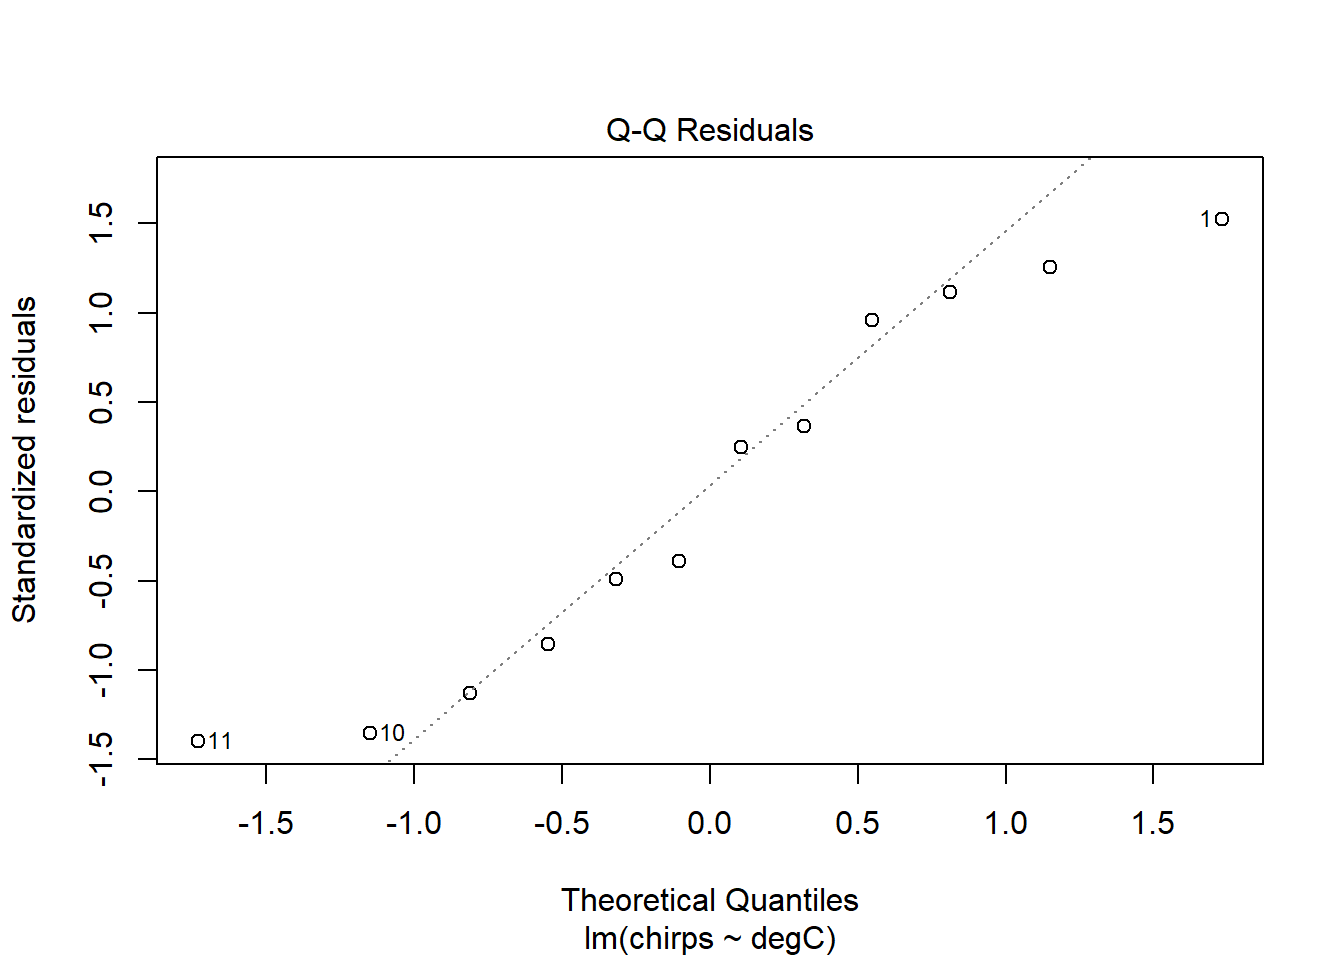 Q-Q Residuals
Standardized residuals
1.5
1.0
0.5
0.0
-0.5
-1.0
-1.5
1
10
11
-1.5 -1.0 -0.5 0.0 0.5 1.0 1.5
Theoretical Quantiles
lm(chirps ~ degC)